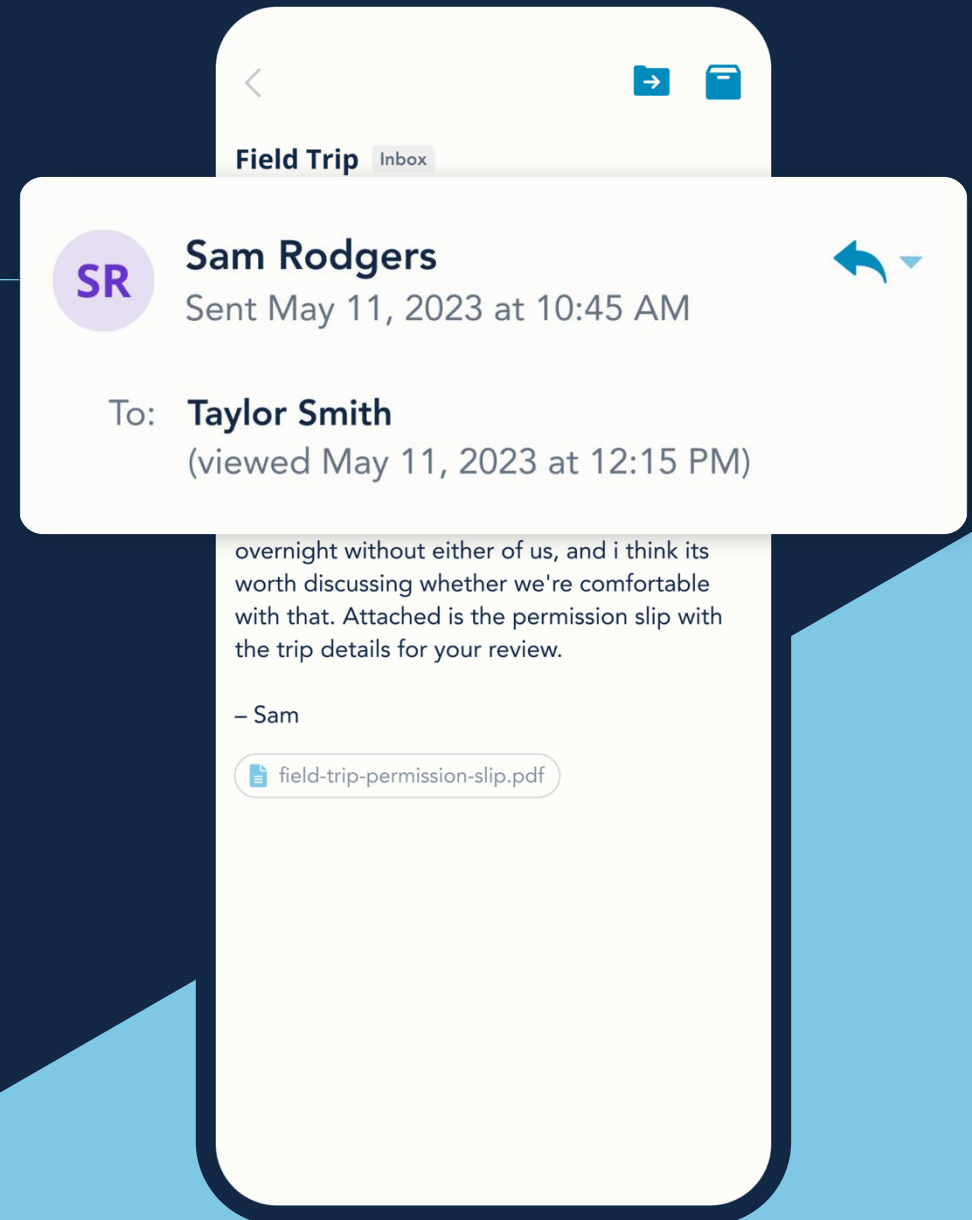 Field Trip Inbox
SR
Sam Rodgers
Sent May 11, 2023 at 10:45 AM
To: Taylor Smith
(viewed May 11, 2023 at 12:15 PM)
overnight without either of us, and i think its
worth discussing whether we're comfortable
with that. Attached is the permission slip with
the trip details for your review.
– Sam
field-trip-permission-slip.pdf